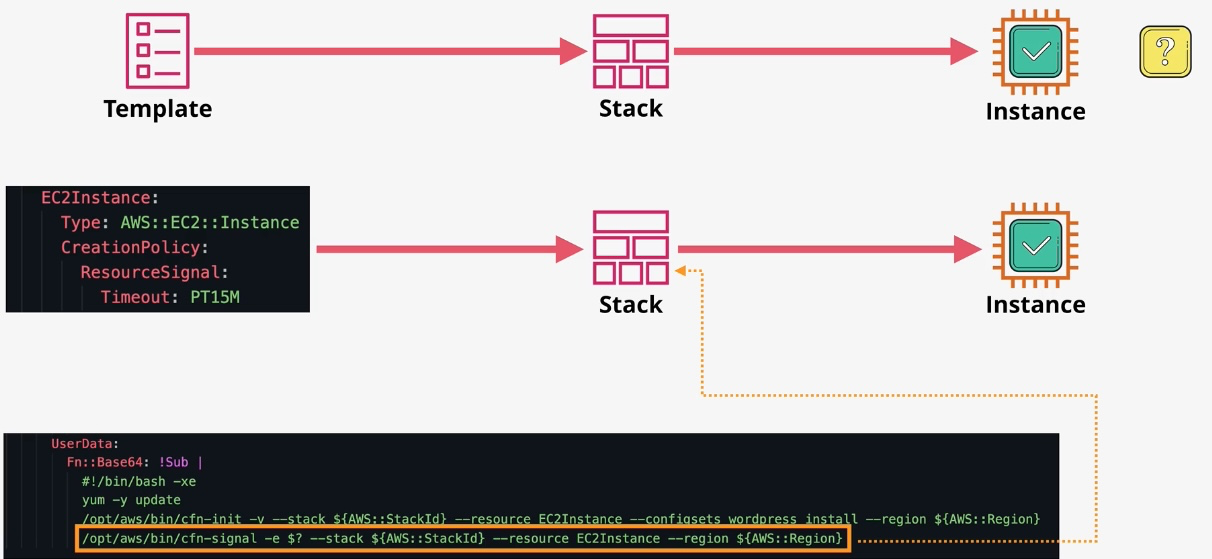 Template
Stack
Instance
?
EC2Instance:
Type: AWS::EC2::Instance
CreationPolicy:
ResourceSignal:
Timeout: PT15M
Stack
Instance
UserData:
Fn::Base64: !Sub |
#!/bin/bash -xe
yum -y update
/opt/aws/bin/cfn-init -v --stack ${AWS::StackId} --resource EC2Instance --configsets wordpress_install --region ${AWS::Region}
/opt/aws/bin/cfn-signal -e $? --stack ${AWS::StackId} --resource EC2Instance --region ${AWS::Region}